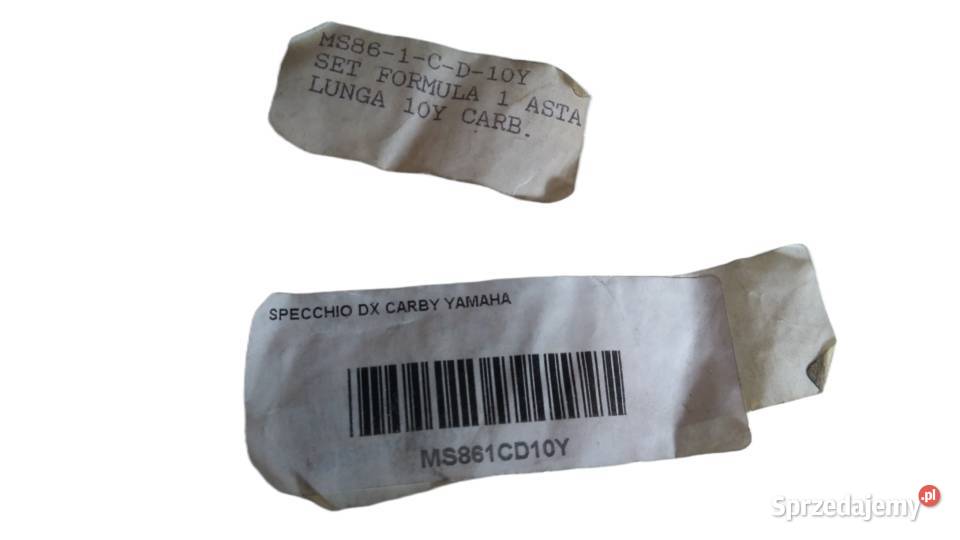 MS86-1-C-D-10Y
SET FORMULA 1 ASTA
LUNGA 10Y CARB.
SPECCHIO DX CARBY YAMAHA
MS861CD10Y
Sprzedajemy.pl